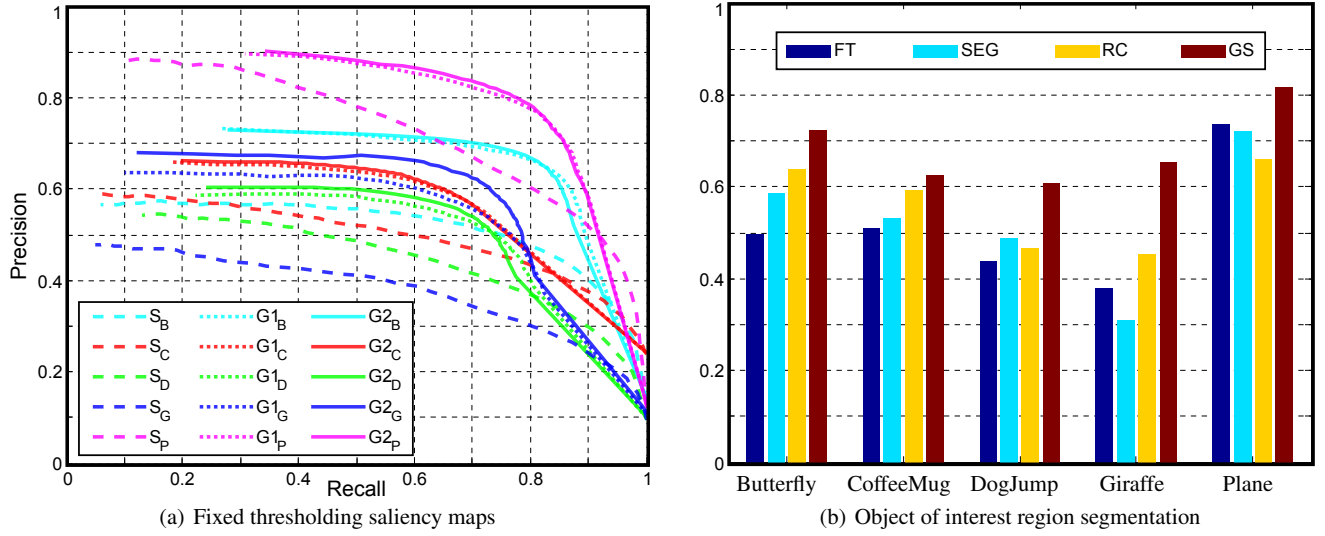 1
0.8
0.6
0.4
0.2
0
Precision
S_B G1_B G2_B
S_C G1_C G2_C
S_D G1_D G2_D
S_G G1_G G2_G
S_P G1_P G2_P
0 0.2 0.4 0.6 0.8 1
Recall
(a) Fixed thresholding saliency maps
1
0.8
0.6
0.4
0.2
0
FT SEG RC GS
Butterfly CoffeeMug DogJump Giraffe Plane
(b) Object of interest region segmentation